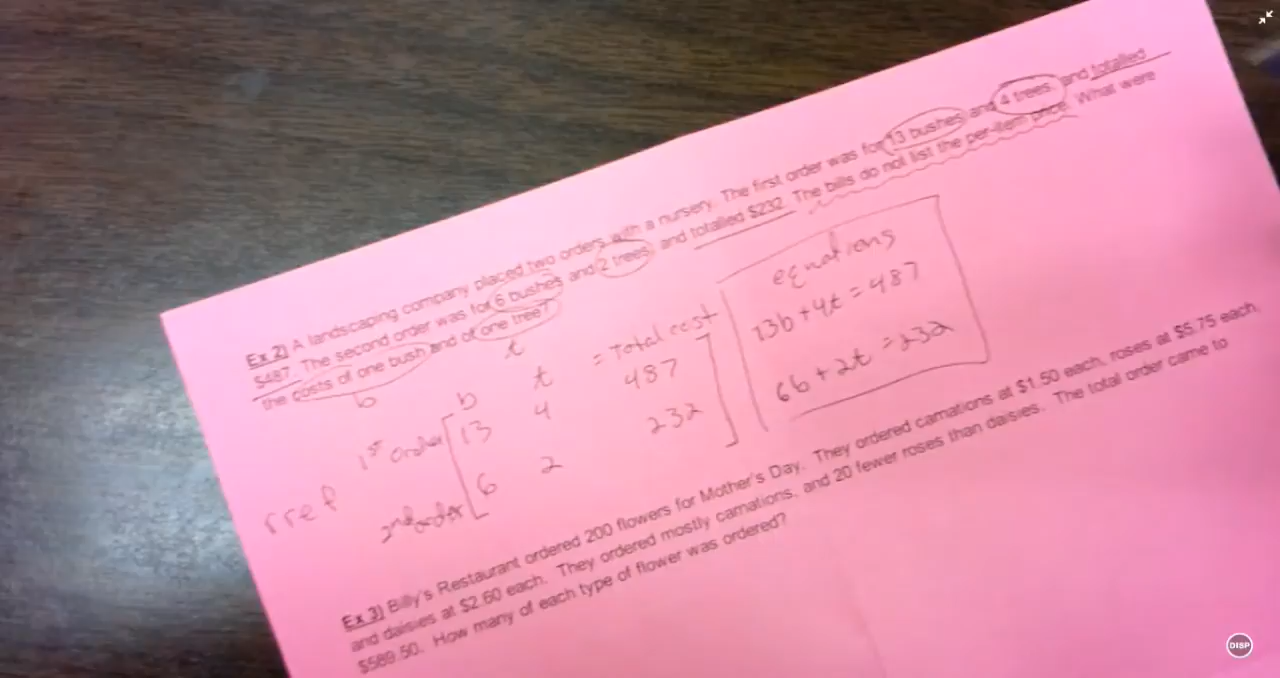 Ex 2) A landscaping company placed two orders with a nursery. The first order was for 13 bushes and 4 trees, and totalled
$487. The second order was for 6 bushes and 2 trees, and totalled $232. The bills do not list the per-item price. What were
the costs of one bush and of one tree?
b t
b t = Total cost
1st order [ 13 4 487 ]
rref 2nd order [ 6 2 232 ]
equations
13b + 4t = 487
6b + 2t = 232
Ex 3) Billy's Restaurant ordered 200 flowers for Mother's Day. They ordered carnations at $1.50 each, roses at $5.75 each,
and daisies at $2.60 each. They ordered mostly carnations, and 20 fewer roses than daisies. The total order came to
$589.50. How many of each type of flower was ordered?
DISP